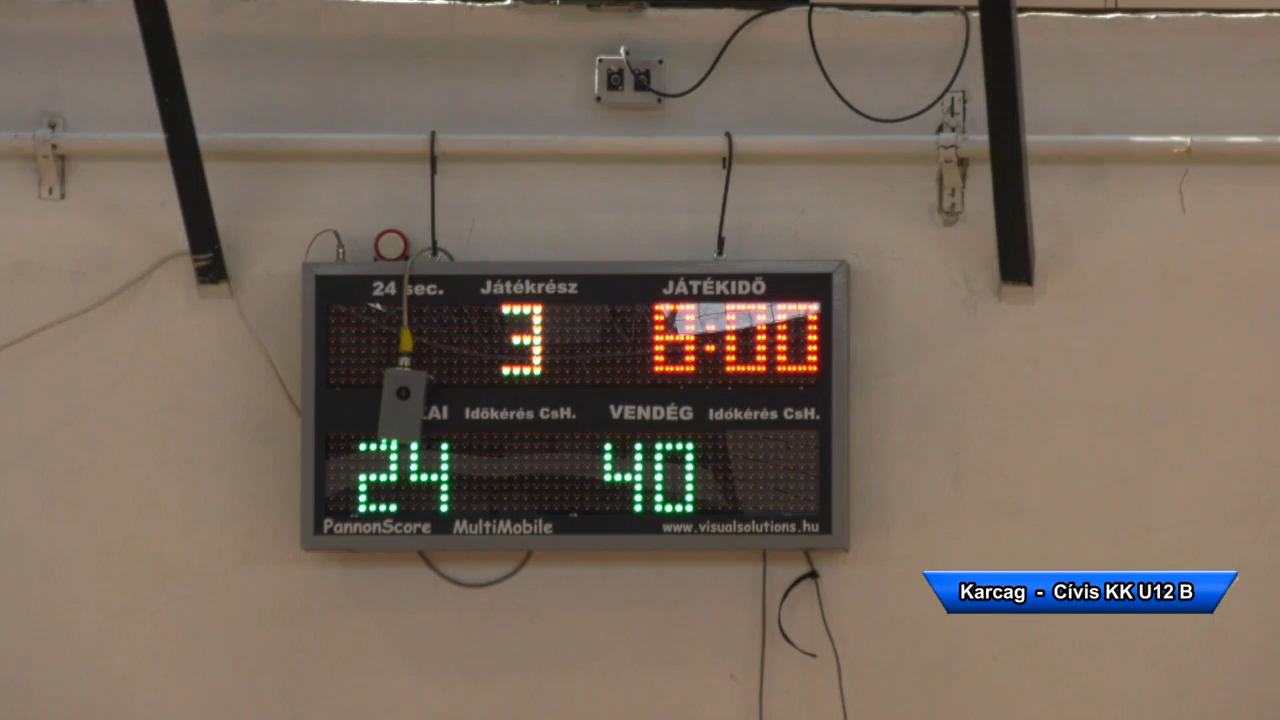 24 sec. Játékrész JÁTÉKIDŐ
3 8:00
Időkérés CsH. VENDÉG Időkérés CsH.
24 40
PannonScore MultiMobile www.visualsolutions.hu
Karcag - Cívis KK U12 B